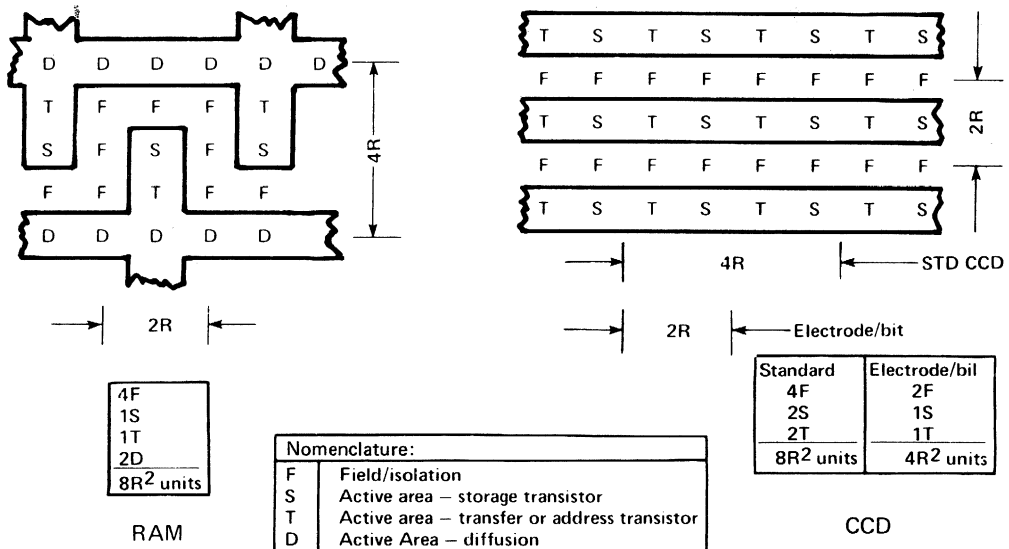 D D D D D D
T F F F T
S F S F S
F F T F F
D D D D D
4R
2R
T S T S T S T S
F F F F F F F F
T S T S T S T S
F F F F F F F F
T S T S T S T S
2R
4R
STD CCD
2R
Electrode/bit
4F
1S
1T
2D
8R² units
RAM
Nomenclature:
F Field/isolation
S Active area – storage transistor
T Active area – transfer or address transistor
D Active Area – diffusion
Standard Electrode/bil
4F 2F
2S 1S
2T 1T
8R² units 4R² units
CCD